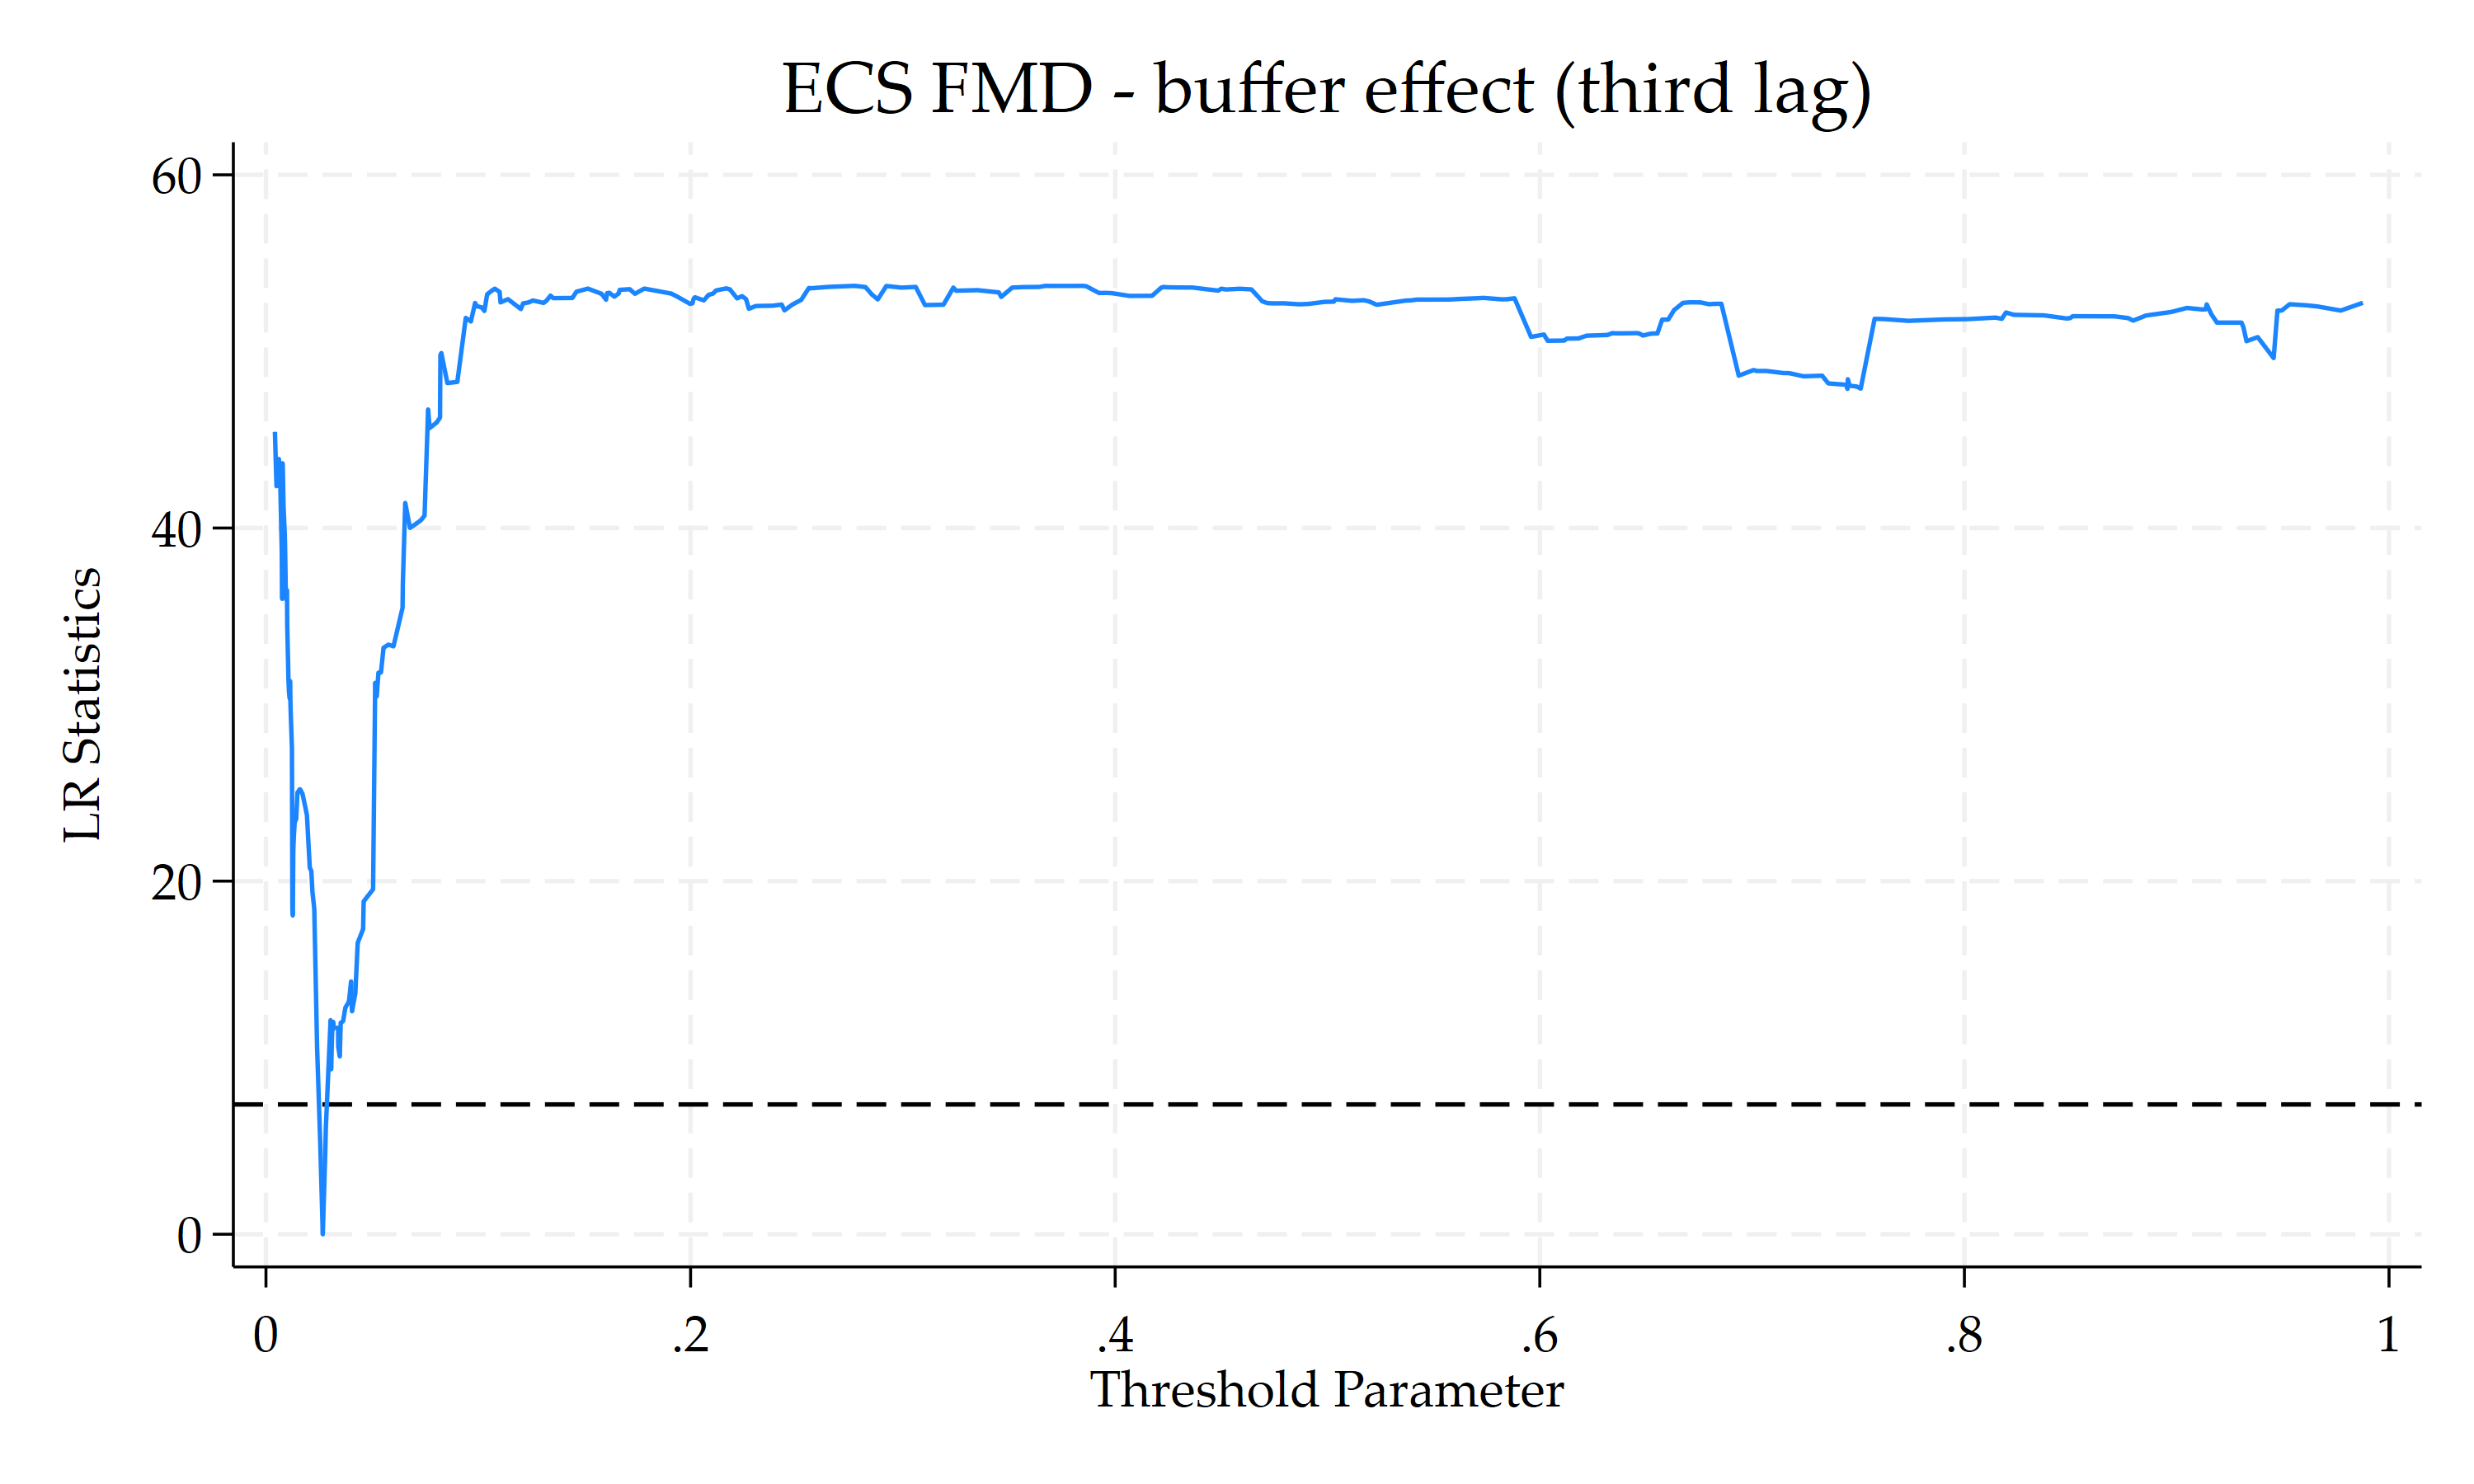 ECS FMD - buffer effect (third lag)
60
40
20
0
LR Statistics
0 .2 .4 .6 .8 1
Threshold Parameter